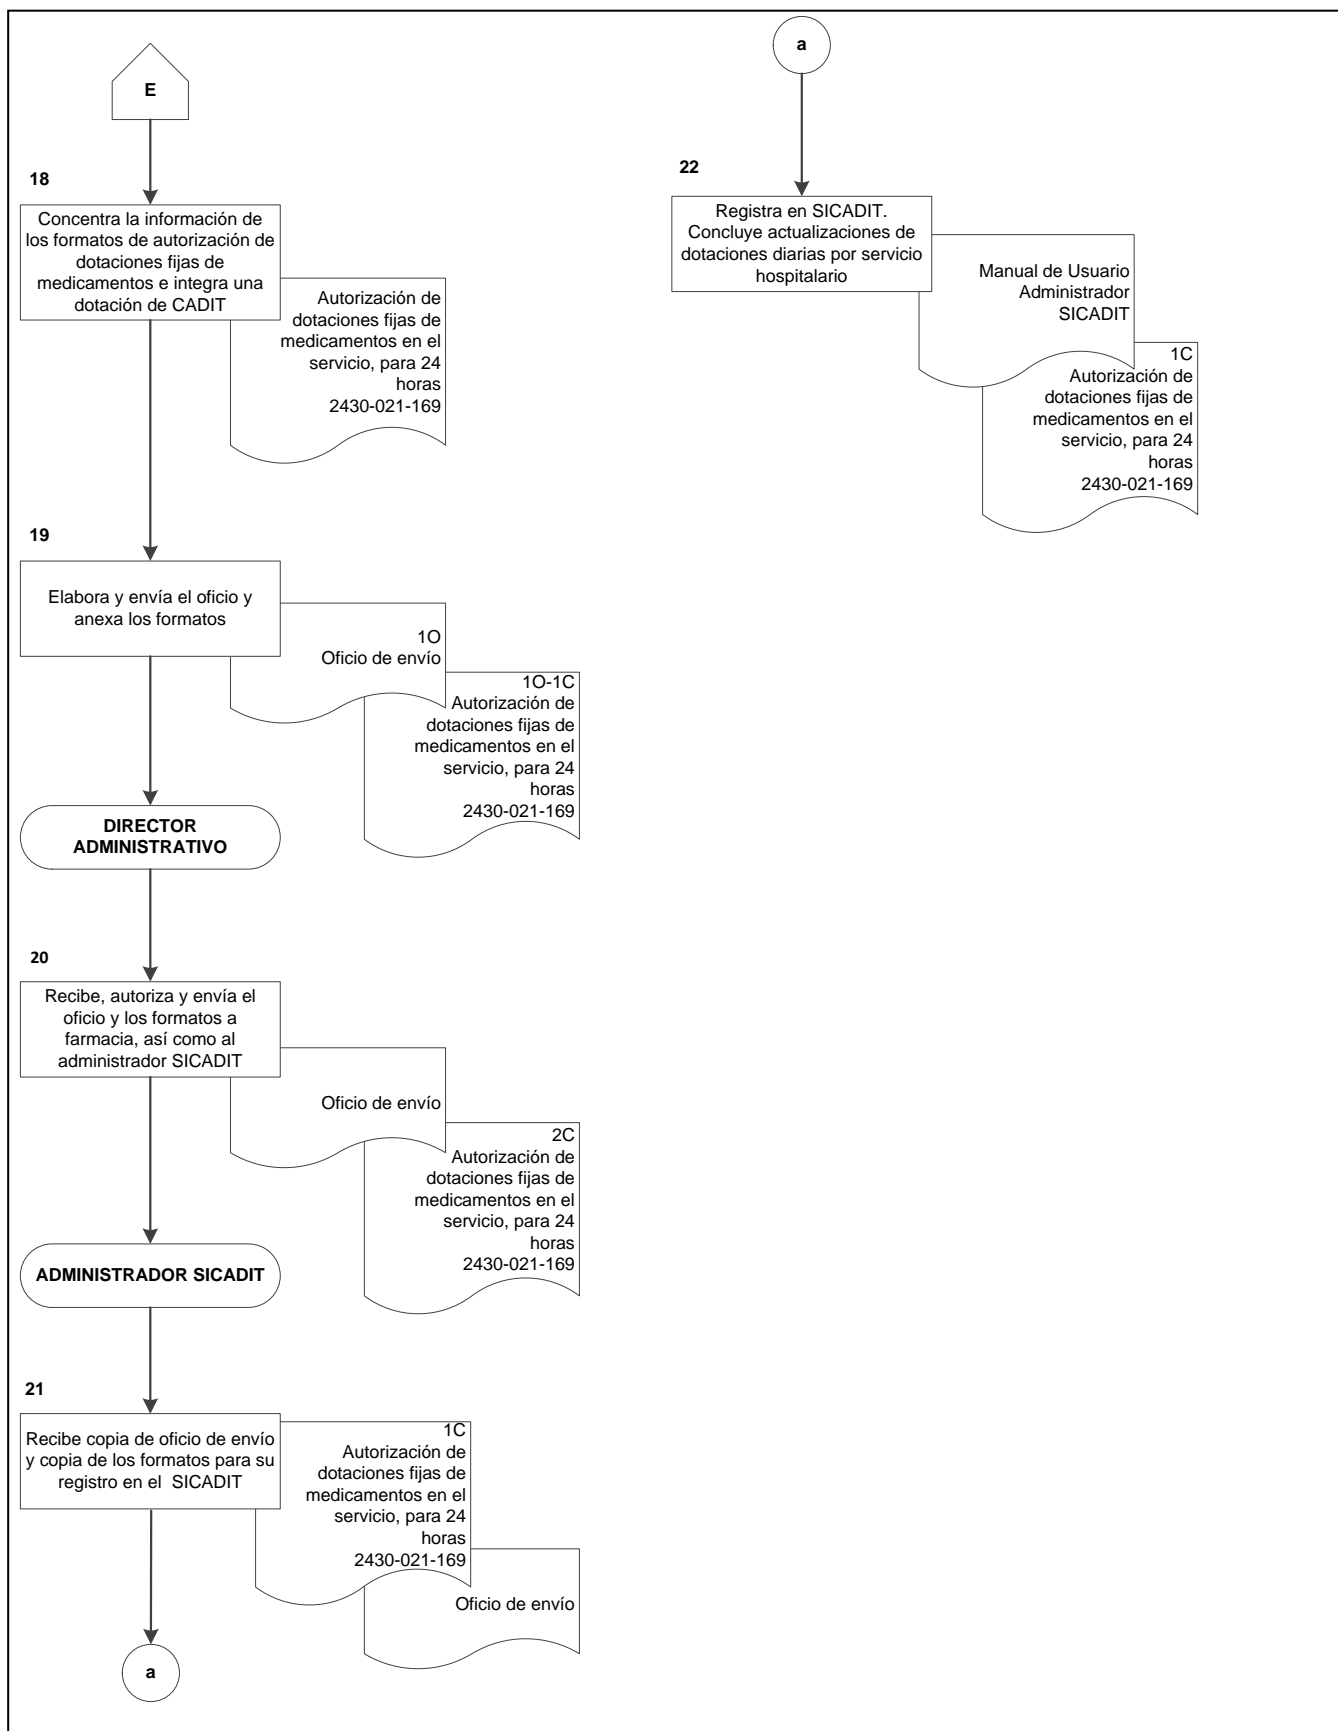 E
18
Concentra la información de
los formatos de autorización de
dotaciones fijas de
medicamentos e integra una
dotación de CADIT
Autorización de
dotaciones fijas de
medicamentos en el
servicio, para 24
horas
2430-021-169
19
Elabora y envía el oficio y
anexa los formatos
1O
Oficio de envío
1O-1C
Autorización de
dotaciones fijas de
medicamentos en el
servicio, para 24
horas
2430-021-169
DIRECTOR
ADMINISTRATIVO
20
Recibe, autoriza y envía el
oficio y los formatos a
farmacia, así como al
administrador SICADIT
Oficio de envío
2C
Autorización de
dotaciones fijas de
medicamentos en el
servicio, para 24
horas
2430-021-169
ADMINISTRADOR SICADIT
21
Recibe copia de oficio de envío
y copia de los formatos para su
registro en el SICADIT
1C
Autorización de
dotaciones fijas de
medicamentos en el
servicio, para 24
horas
2430-021-169
Oficio de envío
a
a
22
Registra en SICADIT.
Concluye actualizaciones de
dotaciones diarias por servicio
hospitalario
Manual de Usuario
Administrador
SICADIT
1C
Autorización de
dotaciones fijas de
medicamentos en el
servicio, para 24
horas
2430-021-169